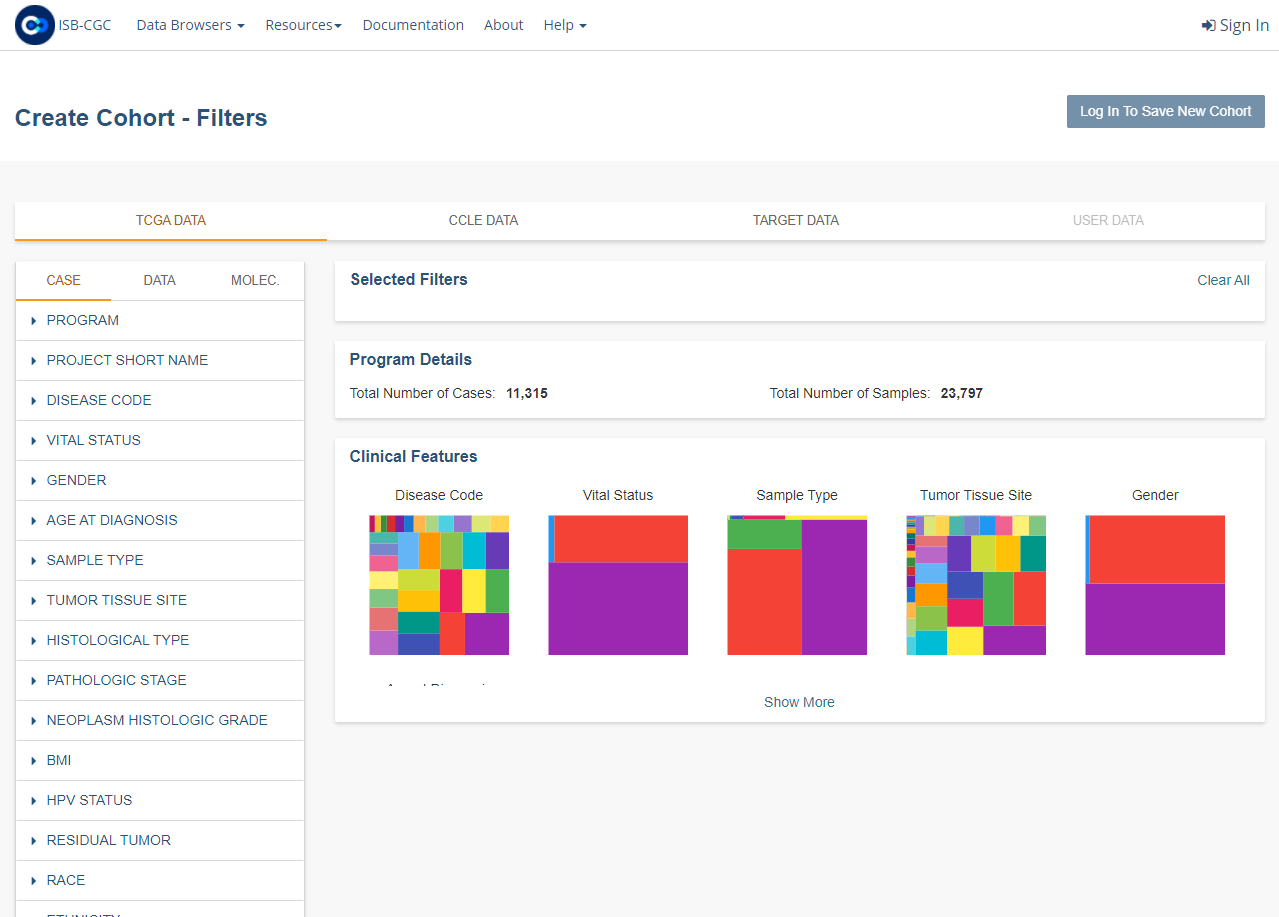 ISB-CGC Data Browsers Resources Documentation About Help Sign In
Create Cohort - Filters
Log In To Save New Cohort
TCGA DATA CCLE DATA TARGET DATA USER DATA
CASE DATA MOLEC.
PROGRAM
PROJECT SHORT NAME
DISEASE CODE
VITAL STATUS
GENDER
AGE AT DIAGNOSIS
SAMPLE TYPE
TUMOR TISSUE SITE
HISTOLOGICAL TYPE
PATHOLOGIC STAGE
NEOPLASM HISTOLOGIC GRADE
BMI
HPV STATUS
RESIDUAL TUMOR
RACE
ETHNICITY
Selected Filters Clear All
Program Details
Total Number of Cases: 11,315 Total Number of Samples: 23,797
Clinical Features
Disease Code Vital Status Sample Type Tumor Tissue Site Gender
Show More